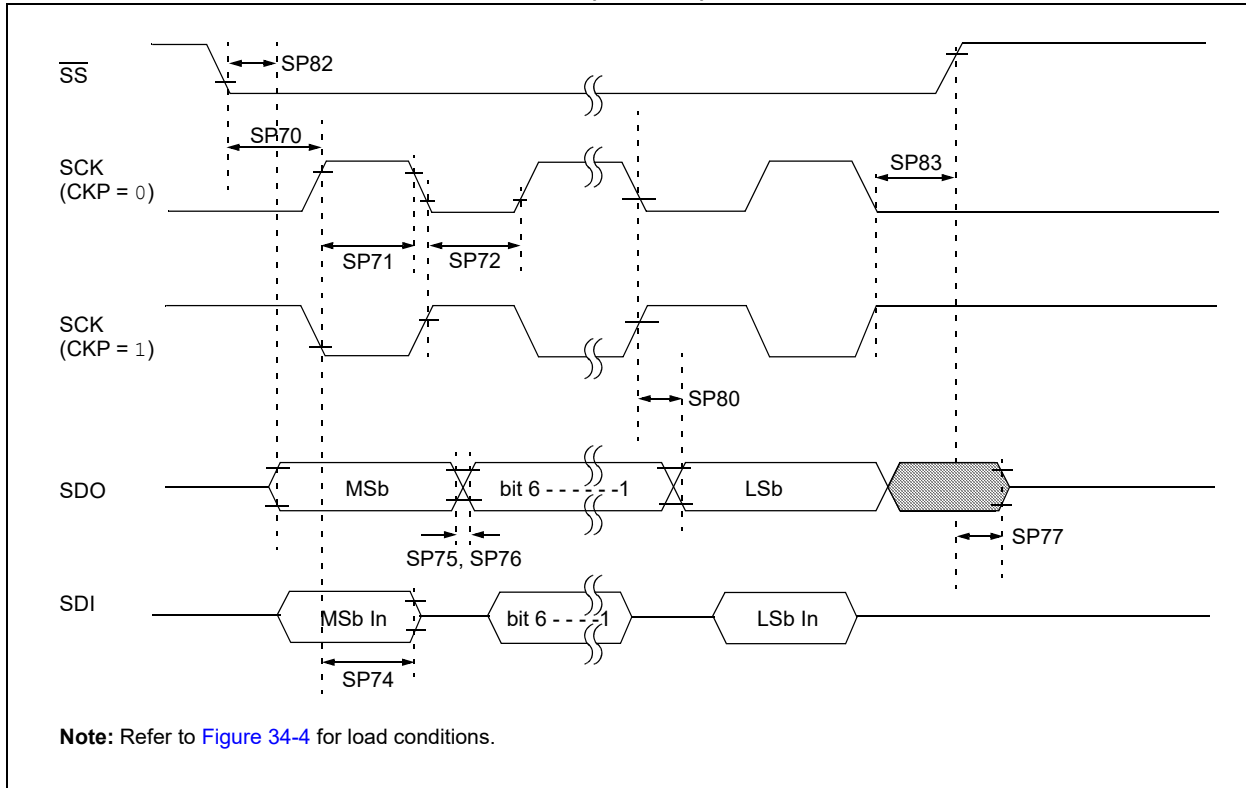 SS
SP82
SP70
SCK
(CKP = 0)
SP83
SP71
SP72
SCK
(CKP = 1)
SP80
SDO
MSb
bit 6 - - - - - -1
LSb
SP77
SP75, SP76
SDI
MSb In
bit 6 - - - -1
LSb In
SP74
Note: Refer to Figure 34-4 for load conditions.